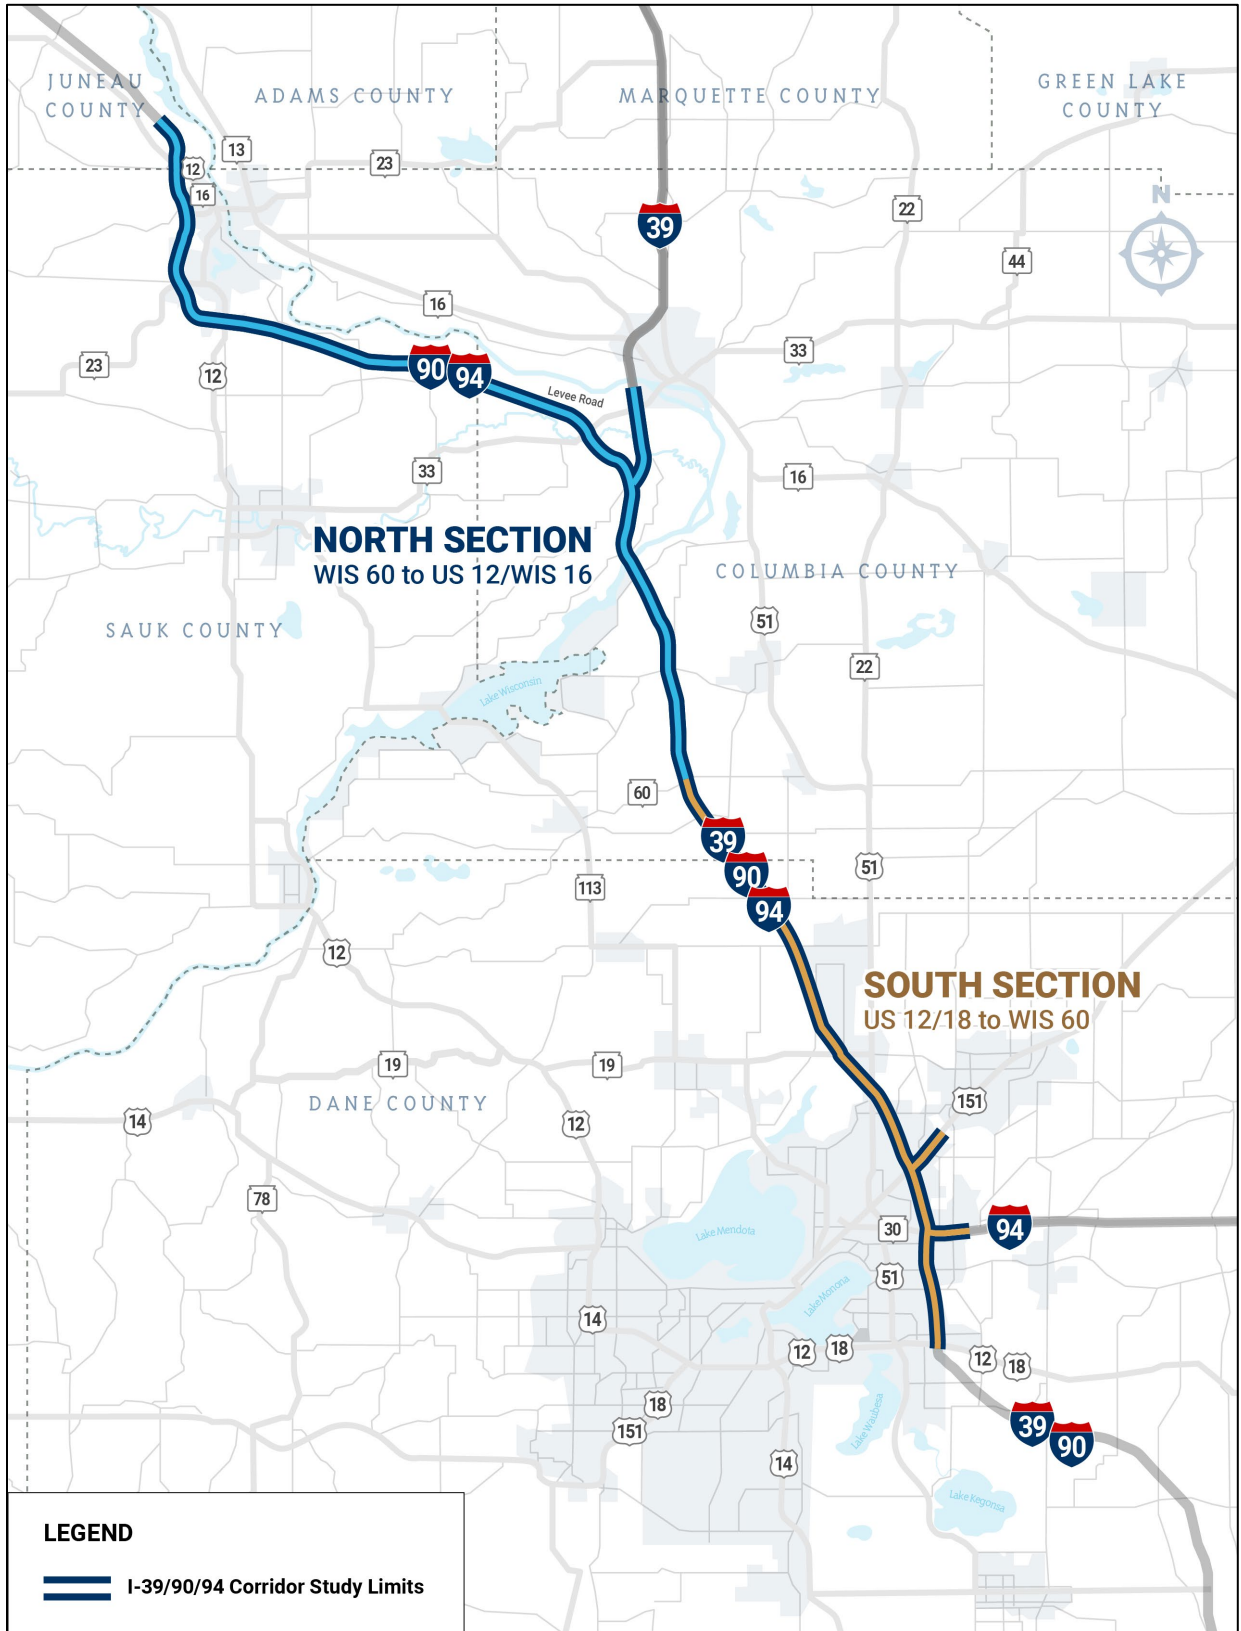 JUNEAU
COUNTY
ADAMS COUNTY
MARQUETTE COUNTY
GREEN LAKE
COUNTY
13
12
23
16
N
22
39
44
16
33
23
12
90
94
Levee Road
33
16
NORTH SECTION
WIS 60 to US 12/WIS 16
COLUMBIA COUNTY
SAUK COUNTY
51
22
Lake Wisconsin
60
39
90
94
51
113
12
SOUTH SECTION
US 12/18 to WIS 60
19
19
DANE COUNTY
151
14
12
78
Lake Mendota
30
94
51
Lake Monona
14
12
18
12
18
18
151
Lake Waubesa
39
90
14
Lake Kegonsa
LEGEND
I-39/90/94 Corridor Study Limits